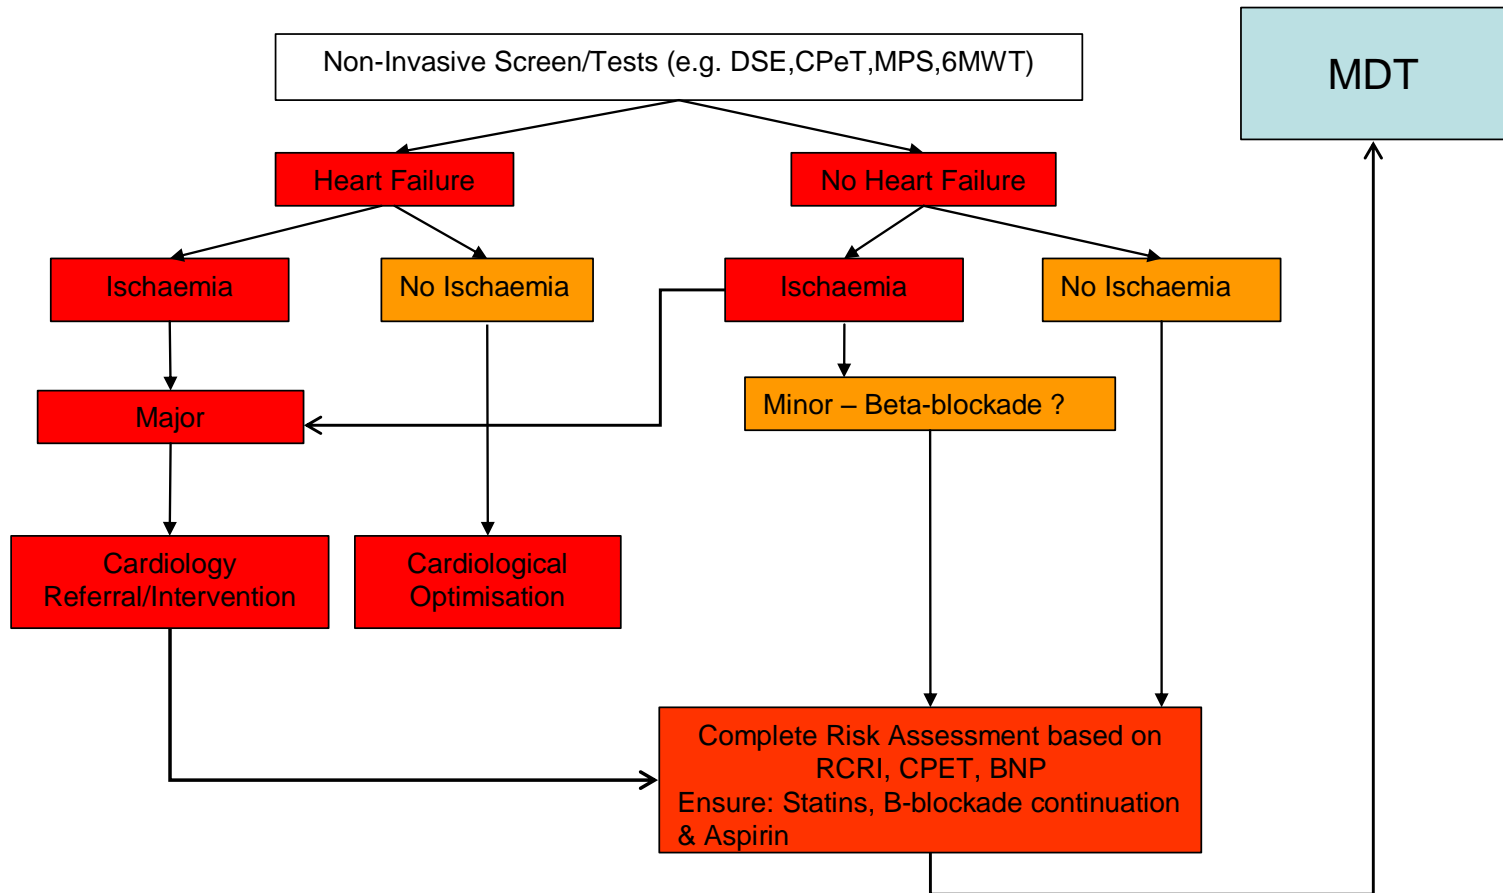 Non-Invasive Screen/Tests (e.g. DSE,CPeT,MPS,6MWT)
MDT
Heart Failure
No Heart Failure
Ischaemia
No Ischaemia
Ischaemia
No Ischaemia
Major
Minor – Beta-blockade ?
Cardiology
Referral/Intervention
Cardiological
Optimisation
Complete Risk Assessment based on
RCRI, CPET, BNP
Ensure: Statins, B-blockade continuation
& Aspirin